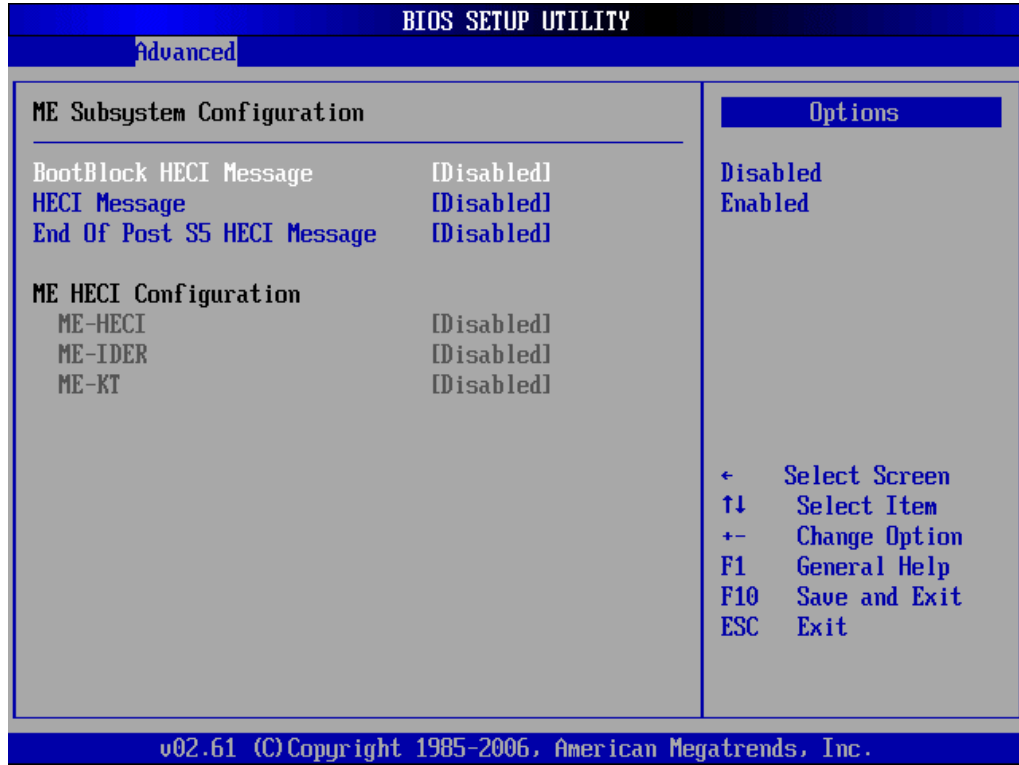 BIOS SETUP UTILITY
Advanced
ME Subsystem Configuration
BootBlock HECI Message [Disabled]
HECI Message [Disabled]
End Of Post S5 HECI Message [Disabled]
ME HECI Configuration
ME-HECI [Disabled]
ME-IDER [Disabled]
ME-KT [Disabled]
Options
Disabled
Enabled
← Select Screen
↑↓ Select Item
+- Change Option
F1 General Help
F10 Save and Exit
ESC Exit
v02.61 (C)Copyright 1985-2006, American Megatrends, Inc.